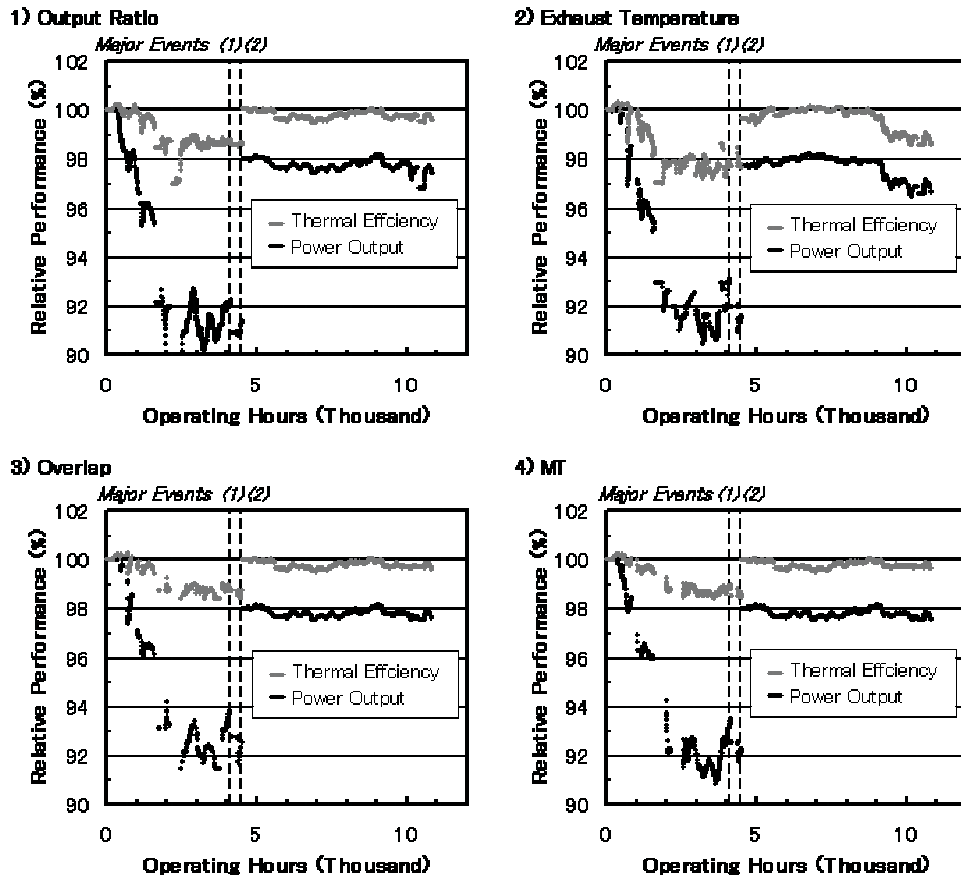 1) Output Ratio
Major Events (1)(2)
102
100
98
96
94
92
90
Relative Performance (%)
Thermal Effciency
Power Output
0
5
10
Operating Hours (Thousand)
2) Exhaust Temperature
Major Events (1)(2)
102
100
98
96
94
92
90
Relative Performance (%)
Thermal Effciency
Power Output
0
5
10
Operating Hours (Thousand)
3) Overlap
Major Events (1)(2)
102
100
98
96
94
92
90
Relative Performance (%)
Thermal Effciency
Power Output
0
5
10
Operating Hours (Thousand)
4) MT
Major Events (1)(2)
102
100
98
96
94
92
90
Relative Performance (%)
Thermal Effciency
Power Output
0
5
10
Operating Hours (Thousand)